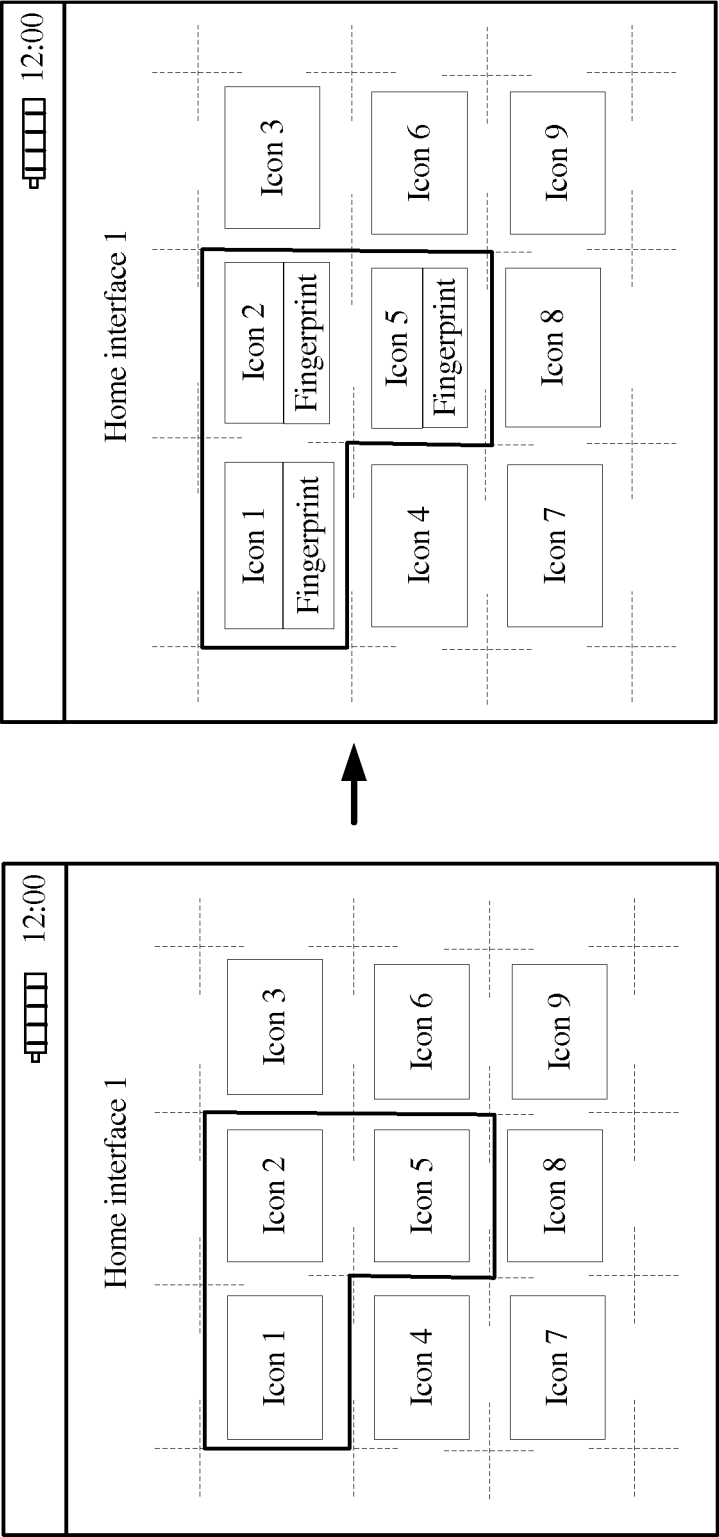 12:00
Home interface 1
Icon 1
Icon 2
Icon 3
Icon 4
Icon 5
Icon 6
Icon 7
Icon 8
Icon 9
12:00
Home interface 1
Icon 1
Fingerprint
Icon 2
Fingerprint
Icon 3
Icon 4
Icon 5
Fingerprint
Icon 6
Icon 7
Icon 8
Icon 9